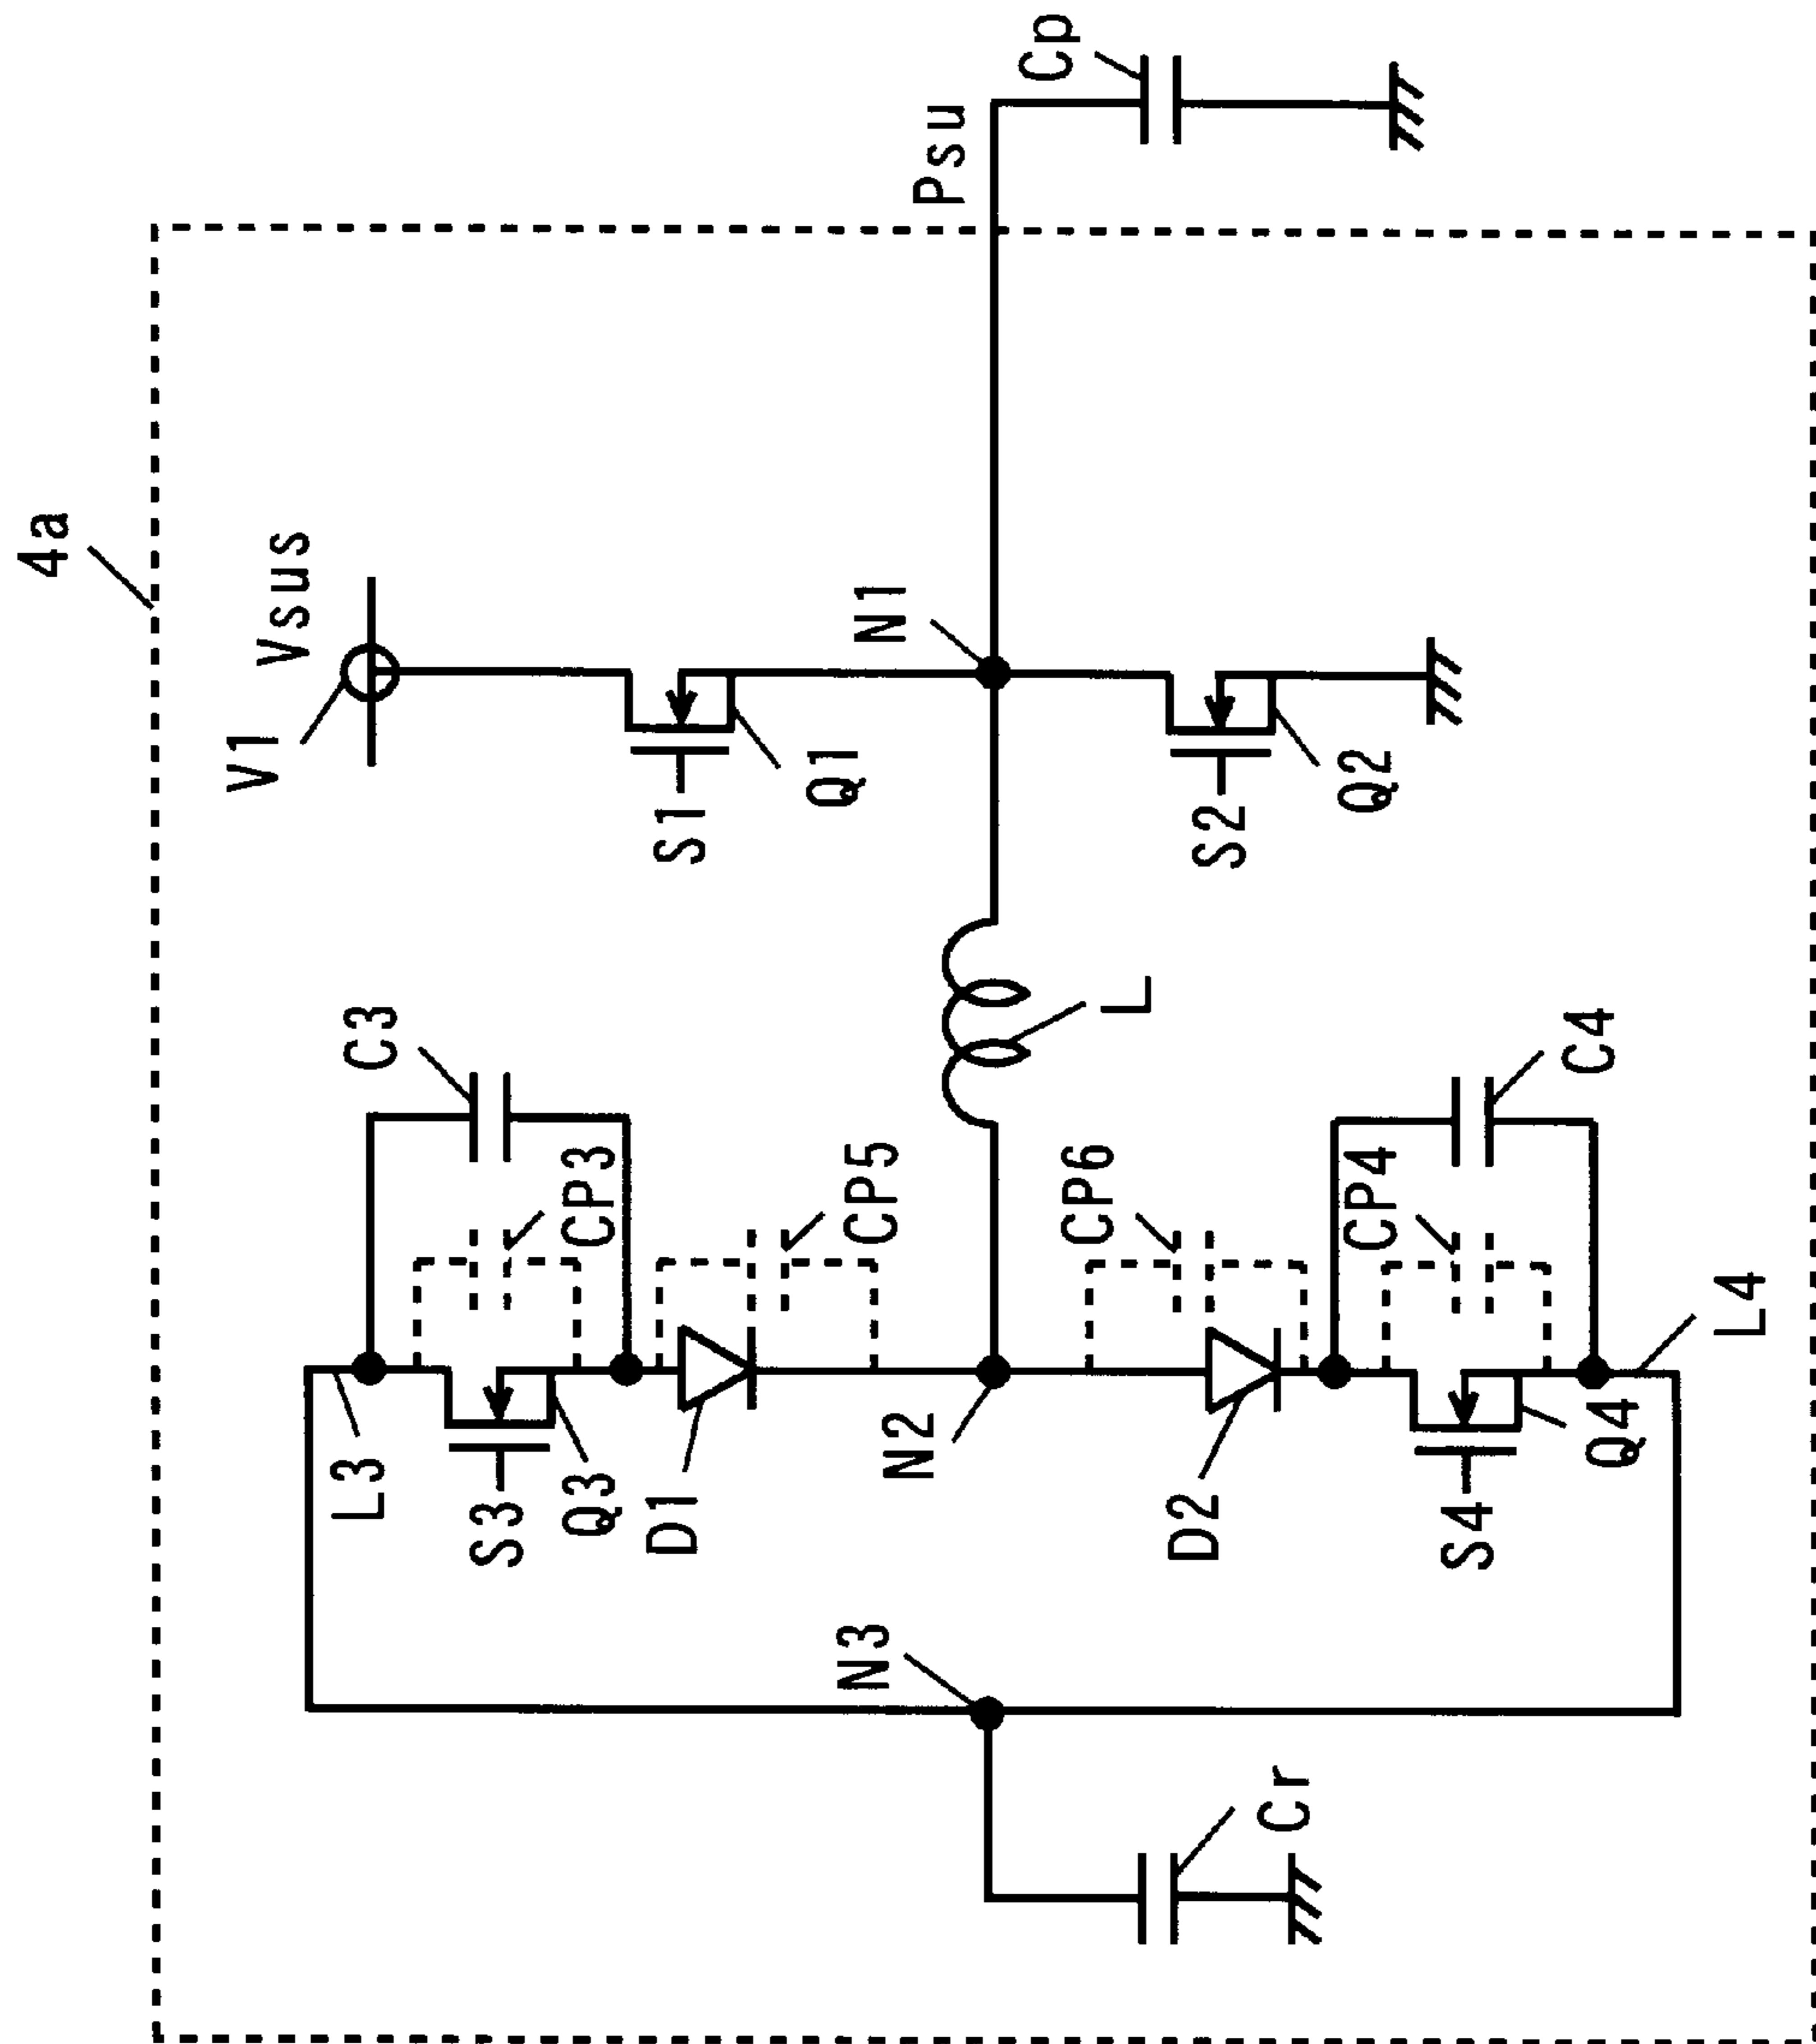 4a
V1
Vsus
Psu
Cp
S1
Q1
N1
S2
Q2
L3
C3
S3
Q3
CP3
D1
CP5
N2
L
D2
CP6
CP4
C4
S4
Q4
L4
N3
Cr